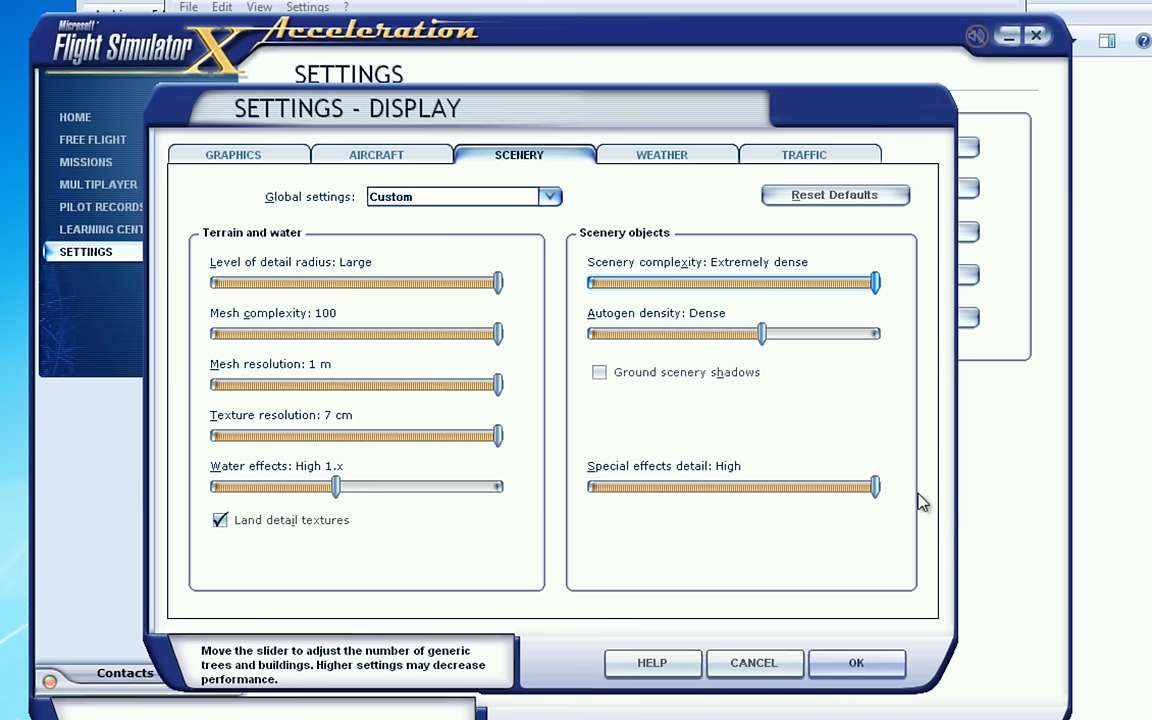 File Edit View Settings ?
Microsoft
Flight Simulator X Acceleration
SETTINGS
SETTINGS - DISPLAY
HOME
FREE FLIGHT
MISSIONS
MULTIPLAYER
PILOT RECORDS
LEARNING CENT
SETTINGS
GRAPHICS AIRCRAFT SCENERY WEATHER TRAFFIC
Global settings: Custom Reset Defaults
Terrain and water
Level of detail radius: Large
Mesh complexity: 100
Mesh resolution: 1 m
Texture resolution: 7 cm
Water effects: High 1.x
Land detail textures
Scenery objects
Scenery complexity: Extremely dense
Autogen density: Dense
Ground scenery shadows
Special effects detail: High
Move the slider to adjust the number of generic
trees and buildings. Higher settings may decrease
performance.
HELP CANCEL OK
Contacts